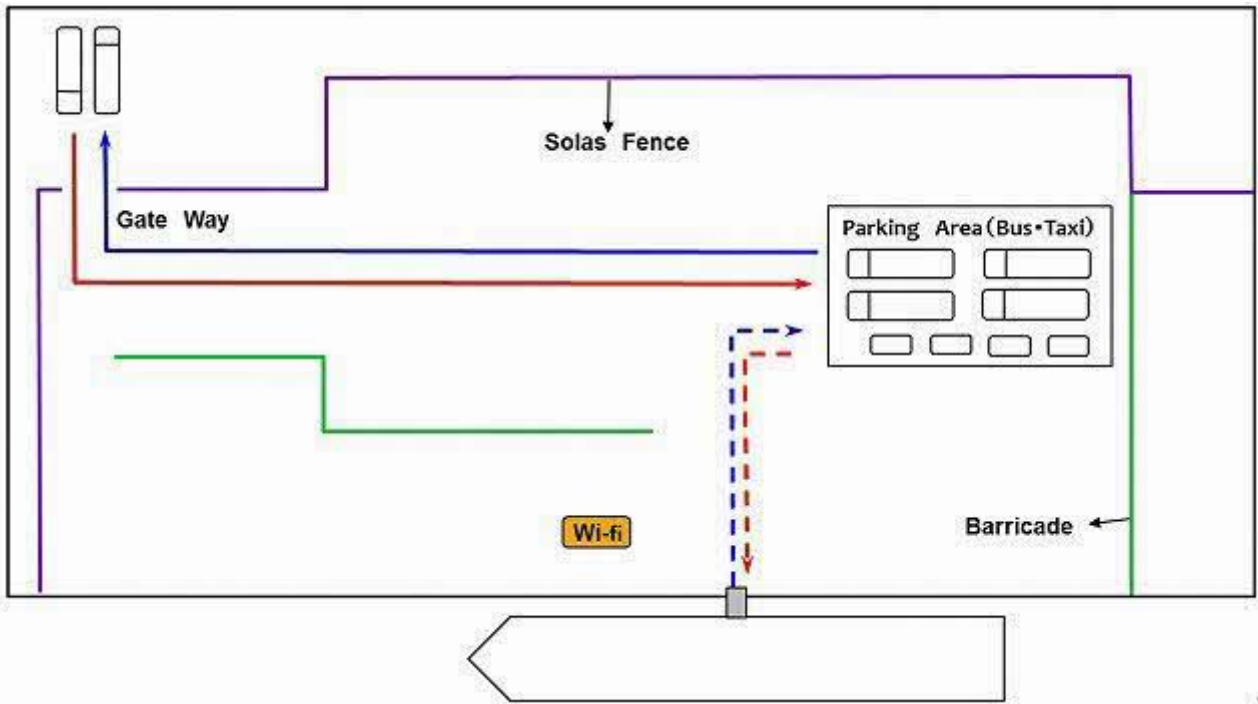 Solas Fence
Gate Way
Parking Area(Bus・Taxi)
Wi-fi
Barricade